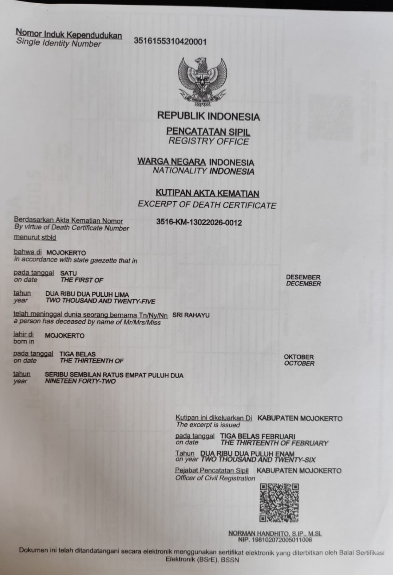 Nomor Induk Kependudukan 3516155310420001
Single Identity Number
REPUBLIK INDONESIA
PENCATATAN SIPIL
REGISTRY OFFICE
WARGA NEGARA INDONESIA
NATIONALITY INDONESIA
KUTIPAN AKTA KEMATIAN
EXCERPT OF DEATH CERTIFICATE
Berdasarkan Akta Kematian Nomor 3516-KM-13022026-0012
By virtue of Death Certificate Number
menurut stbld
bahwa di MOJOKERTO
in accordance with state gaezette that in
pada tanggal SATU DESEMBER
on date THE FIRST OF DECEMBER
tahun DUA RIBU DUA PULUH LIMA
year TWO THOUSAND AND TWENTY-FIVE
telah meninggal dunia seorang bernama Tn/Ny/Nn SRI RAHAYU
a person has deceased by name of Mr/Mrs/Miss
lahir di MOJOKERTO
born in
pada tanggal TIGA BELAS OKTOBER
on date THE THIRTEENTH OF OCTOBER
tahun SERIBU SEMBILAN RATUS EMPAT PULUH DUA
year NINETEEN FORTY-TWO
Kutipan ini dikeluarkan Di KABUPATEN MOJOKERTO
The excerpt is issued
pada tanggal TIGA BELAS FEBRUARI
on date THE THIRTEENTH OF FEBRUARY
Tahun DUA RIBU DUA PULUH ENAM
on year TWO THOUSAND AND TWENTY-SIX
Pejabat Pencatatan Sipil KABUPATEN MOJOKERTO
Officer of Civil Registration
NORMAN HANDHITO, S.IP., M.SI.
NIP. 198102072005011006
Dokumen ini telah ditandatangani secara elektronik menggunakan sertifikat elektronik yang diterbitkan oleh Balai Sertifikasi
Elektronik (BSrE), BSSN